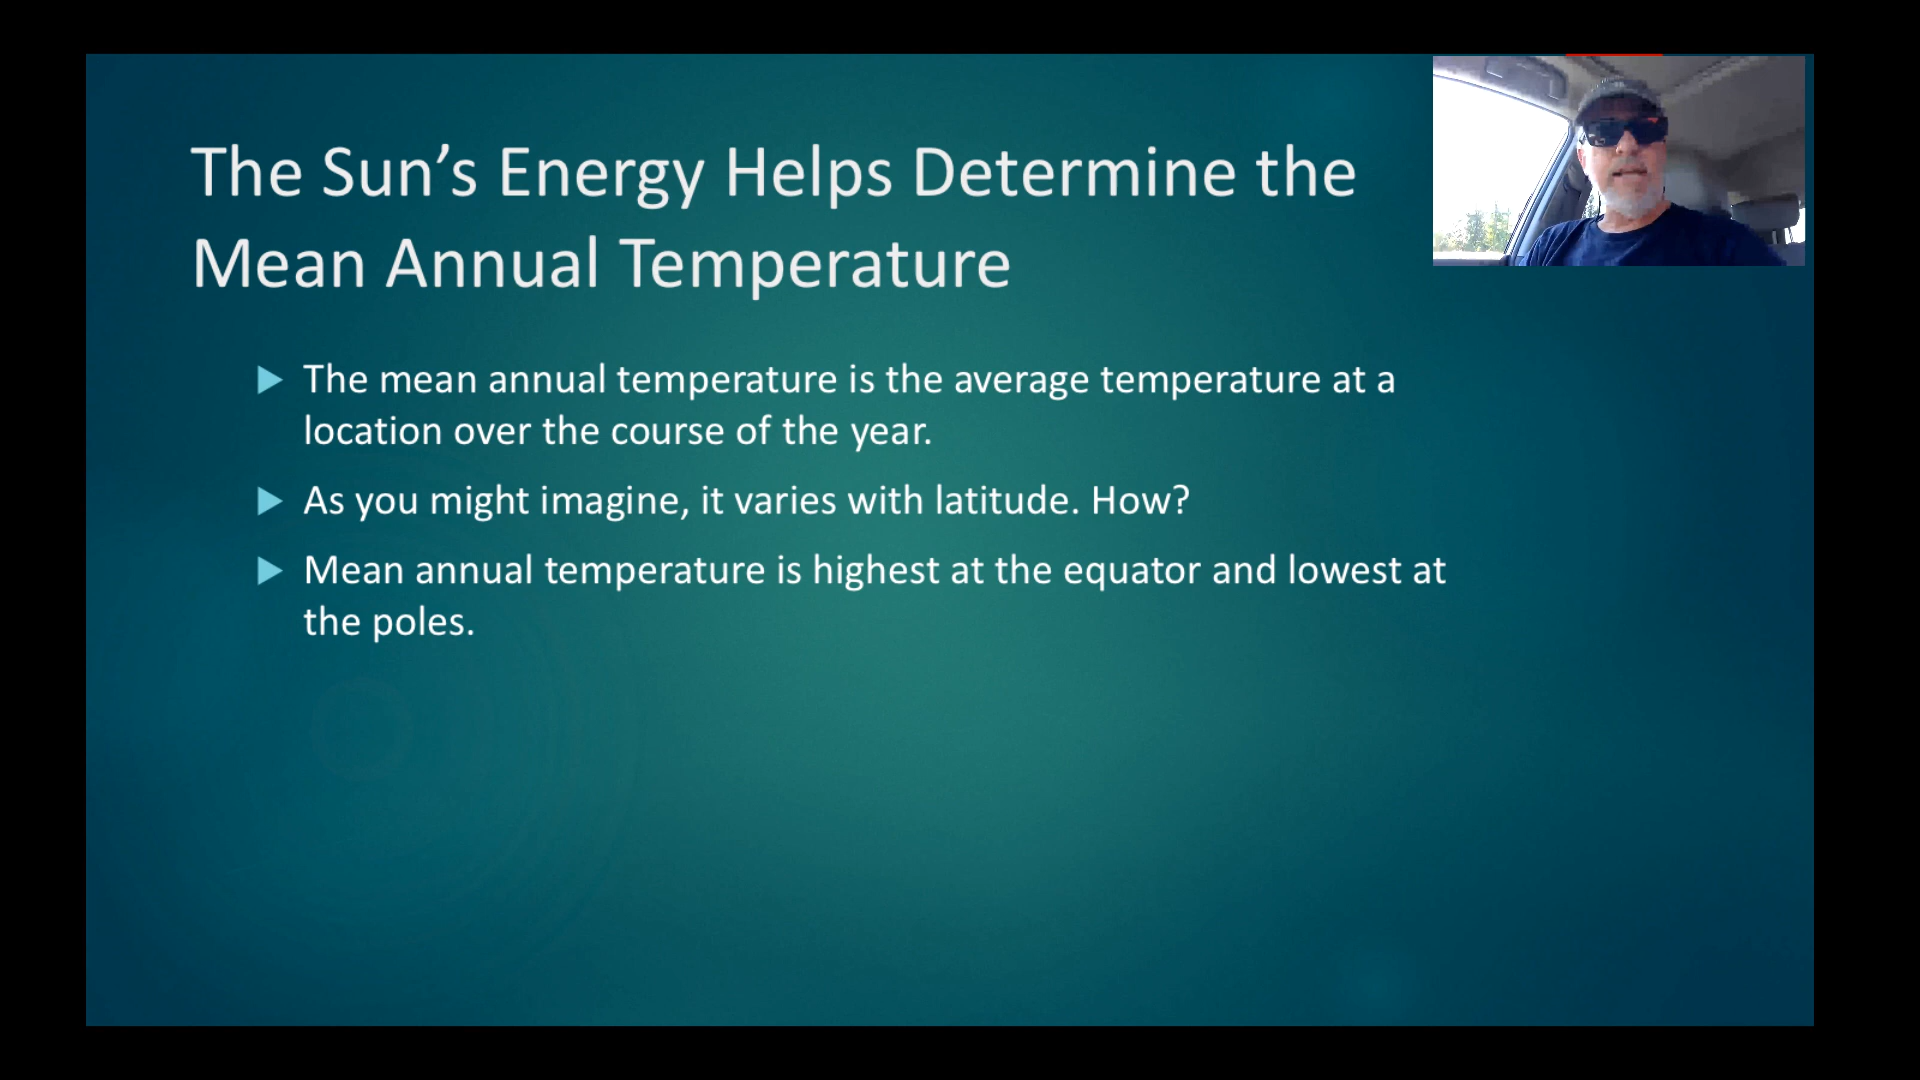 The Sun’s Energy Helps Determine the
Mean Annual Temperature
The mean annual temperature is the average temperature at a
location over the course of the year.
As you might imagine, it varies with latitude. How?
Mean annual temperature is highest at the equator and lowest at
the poles.